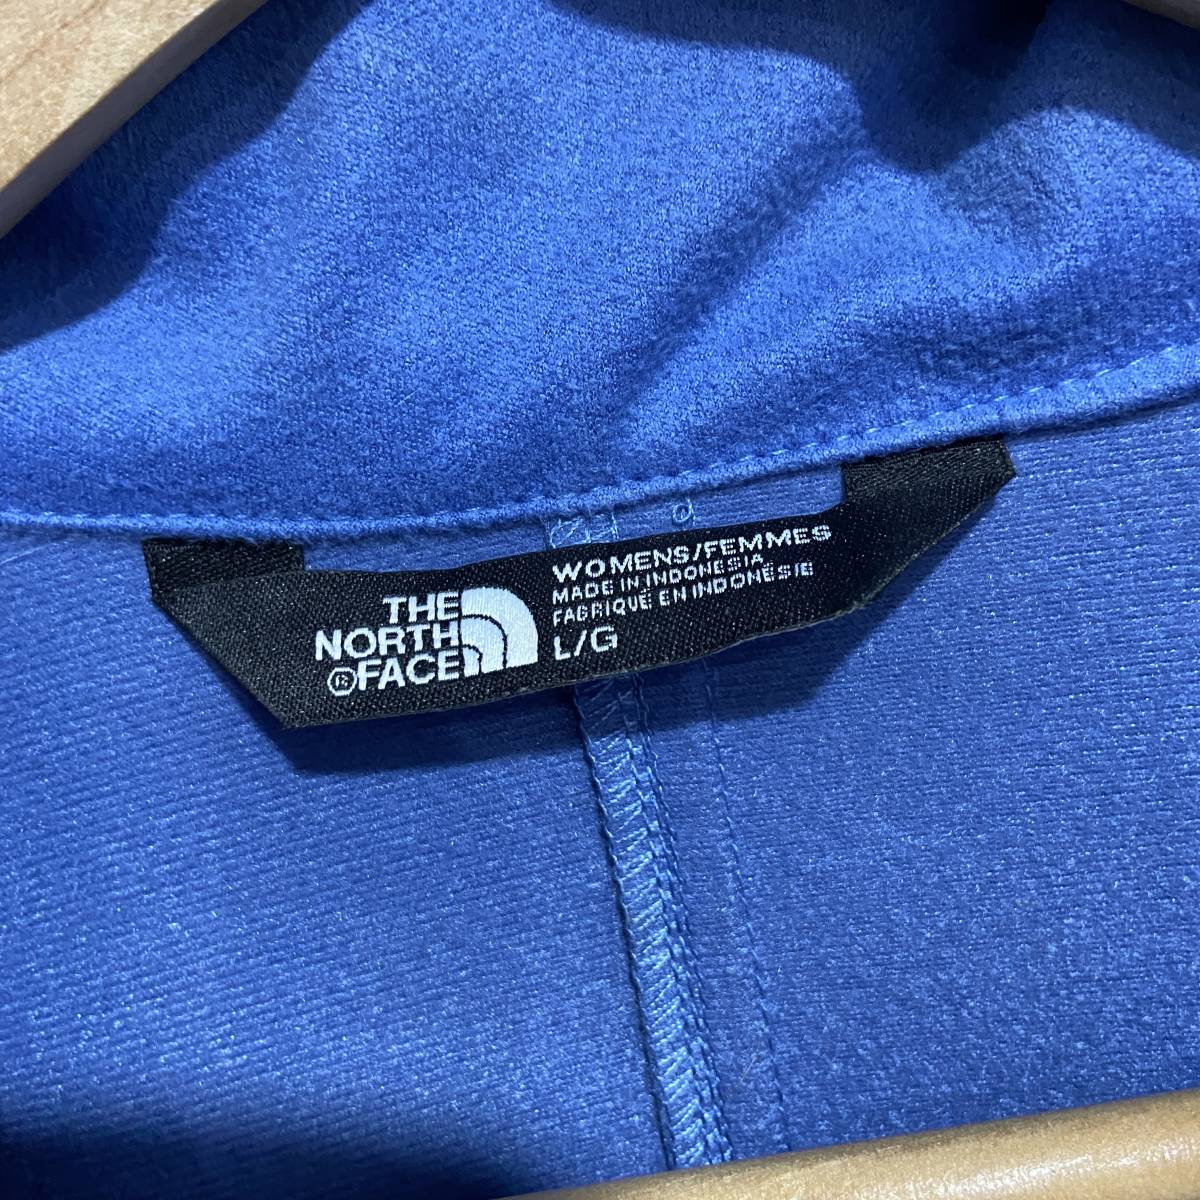 THE
NORTH
®FACE
WOMENS/FEMMES
MADE IN INDONESIA
FABRIQUÉ EN INDONÉSIE
L/G